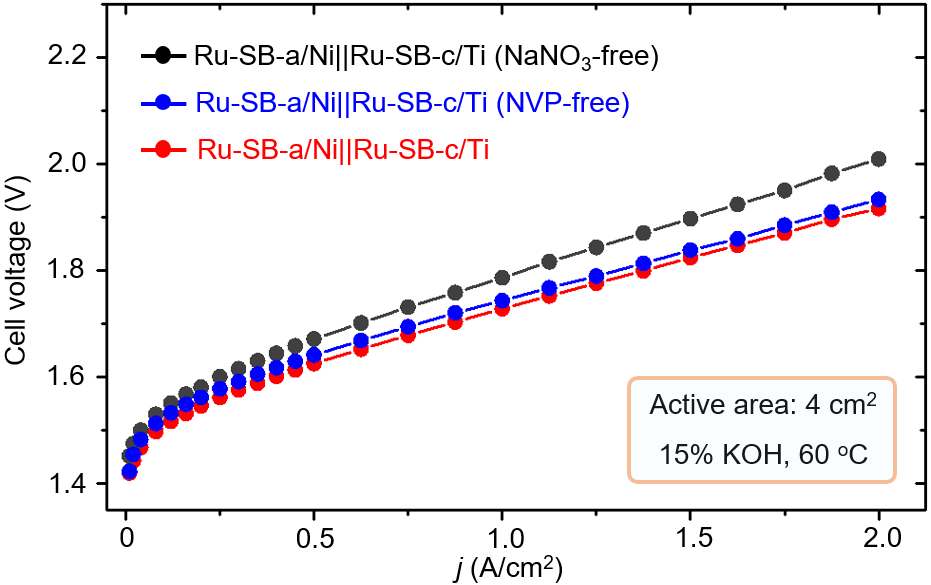 Ru-SB-a/Ni||Ru-SB-c/Ti (NaNO₃-free)
Ru-SB-a/Ni||Ru-SB-c/Ti (NVP-free)
Ru-SB-a/Ni||Ru-SB-c/Ti
Cell voltage (V)
2.2
2.0
1.8
1.6
1.4
Active area: 4 cm²
15% KOH, 60 ᵒC
0
0.5
1.0
1.5
2.0
j (A/cm²)